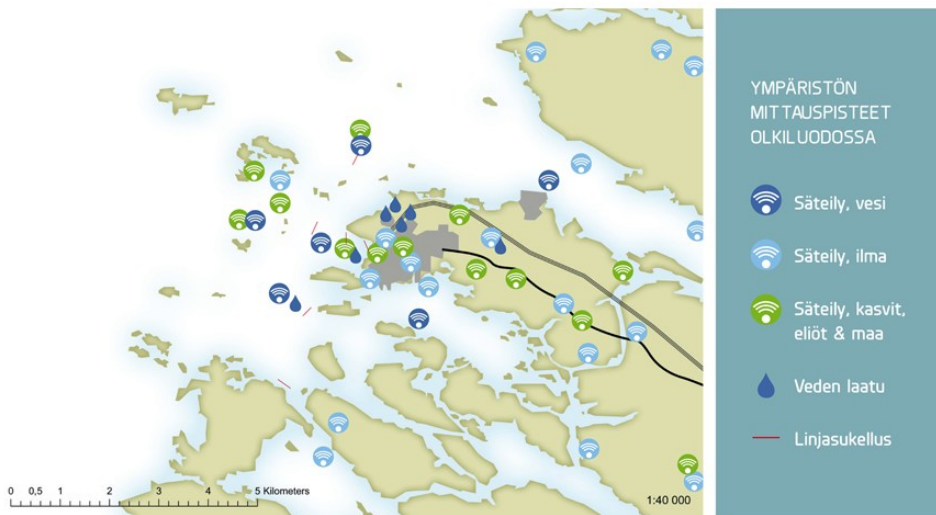 YMPÄRISTÖN
MITTAUSPISTEET
OLKILUODOSSA
Säteily, vesi
Säteily, ilma
Säteily, kasvit,
eliöt & maa
Veden laatu
Linjasukellus
0 0,5 1 2 3 4 5 Kilometers
1:40 000